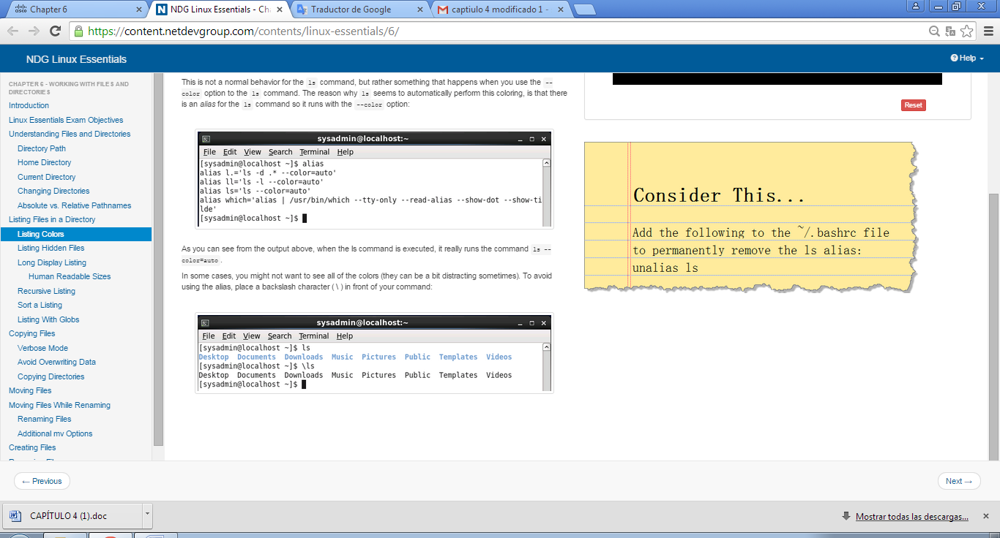 Chapter 6
NDG Linux Essentials - Ch
Traductor de Google
captiulo 4 modificado 1 -
https://content.netdevgroup.com/contents/linux-essentials/6/
NDG Linux Essentials
Help
CHAPTER 6 - WORKING WITH FILES AND
DIRECTORIES
Introduction
Linux Essentials Exam Objectives
Understanding Files and Directories
Directory Path
Home Directory
Current Directory
Changing Directories
Absolute vs. Relative Pathnames
Listing Files in a Directory
Listing Colors
Listing Hidden Files
Long Display Listing
Human Readable Sizes
Recursive Listing
Sort a Listing
Listing With Globs
Copying Files
Verbose Mode
Avoid Overwriting Data
Copying Directories
Moving Files
Moving Files While Renaming
Renaming Files
Additional mv Options
Creating Files
This is not a normal behavior for the ls command, but rather something that happens when you use the --
color option to the ls command. The reason why ls seems to automatically perform this coloring, is that there
is an alias for the ls command so it runs with the --color option:
sysadmin@localhost:~
File Edit View Search Terminal Help
[sysadmin@localhost ~]$ alias
alias l.='ls -d .* --color=auto'
alias ll='ls -l --color=auto'
alias ls='ls --color=auto'
alias which='alias | /usr/bin/which --tty-only --read-alias --show-dot --show-ti
lde'
[sysadmin@localhost ~]$
As you can see from the output above, when the ls command is executed, it really runs the command ls --
color=auto .
In some cases, you might not want to see all of the colors (they can be a bit distracting sometimes). To avoid
using the alias, place a backslash character ( \ ) in front of your command:
sysadmin@localhost:~
File Edit View Search Terminal Help
[sysadmin@localhost ~]$ ls
Desktop Documents Downloads Music Pictures Public Templates Videos
[sysadmin@localhost ~]$ \ls
Desktop Documents Downloads Music Pictures Public Templates Videos
[sysadmin@localhost ~]$
Reset
Consider This...
Add the following to the ~/.bashrc file
to permanently remove the ls alias:
unalias ls
← Previous
Next →
CAPÍTULO 4 (1).doc
Mostrar todas las descargas...